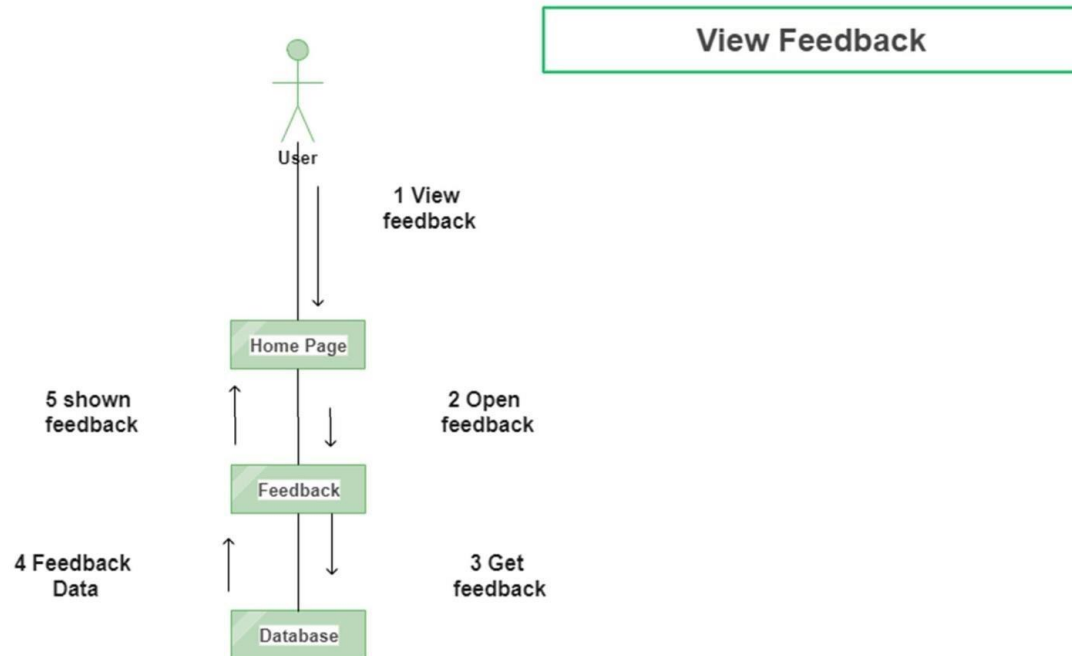 View Feedback
User
1 View
feedback
Home Page
5 shown
feedback
2 Open
feedback
Feedback
4 Feedback
Data
3 Get
feedback
Database